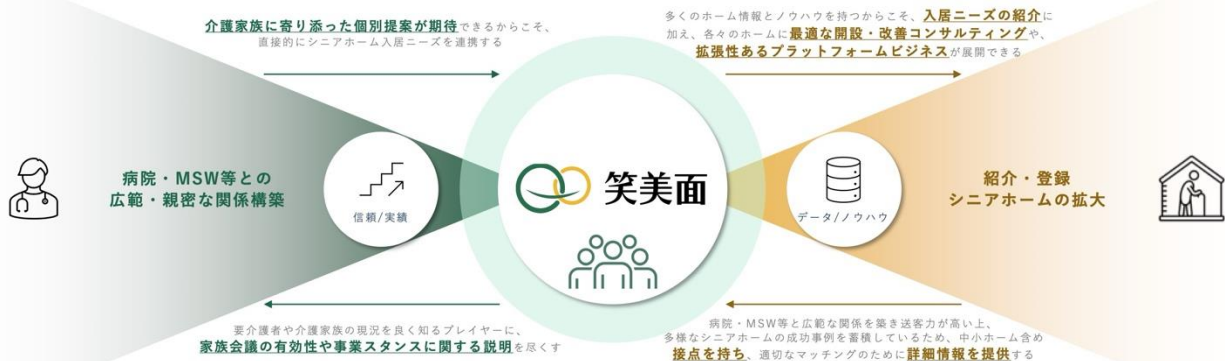 介護家族に寄り添った個別提案が期待できるからこそ、
直接的にシニアホーム入居ニーズを連携する
多くのホーム情報とノウハウを持つからこそ、入居ニーズの紹介に
加え、各々のホームに最適な開設・改善コンサルティングや、
拡張性あるプラットフォームビジネスが展開できる
病院・MSW等との
広範・親密な関係構築
信頼/実績
笑美面
データ/ノウハウ
紹介・登録
シニアホームの拡大
要介護者や介護家族の現況を良く知るプレイヤーに、
家族会議の有効性や事業スタンスに関する説明を尽くす
病院・MSW等と広範な関係を築き送客力が高い上、
多様なシニアホームの成功事例を蓄積しているため、中小ホーム含め
接点を持ち、適切なマッチングのために詳細情報を提供する